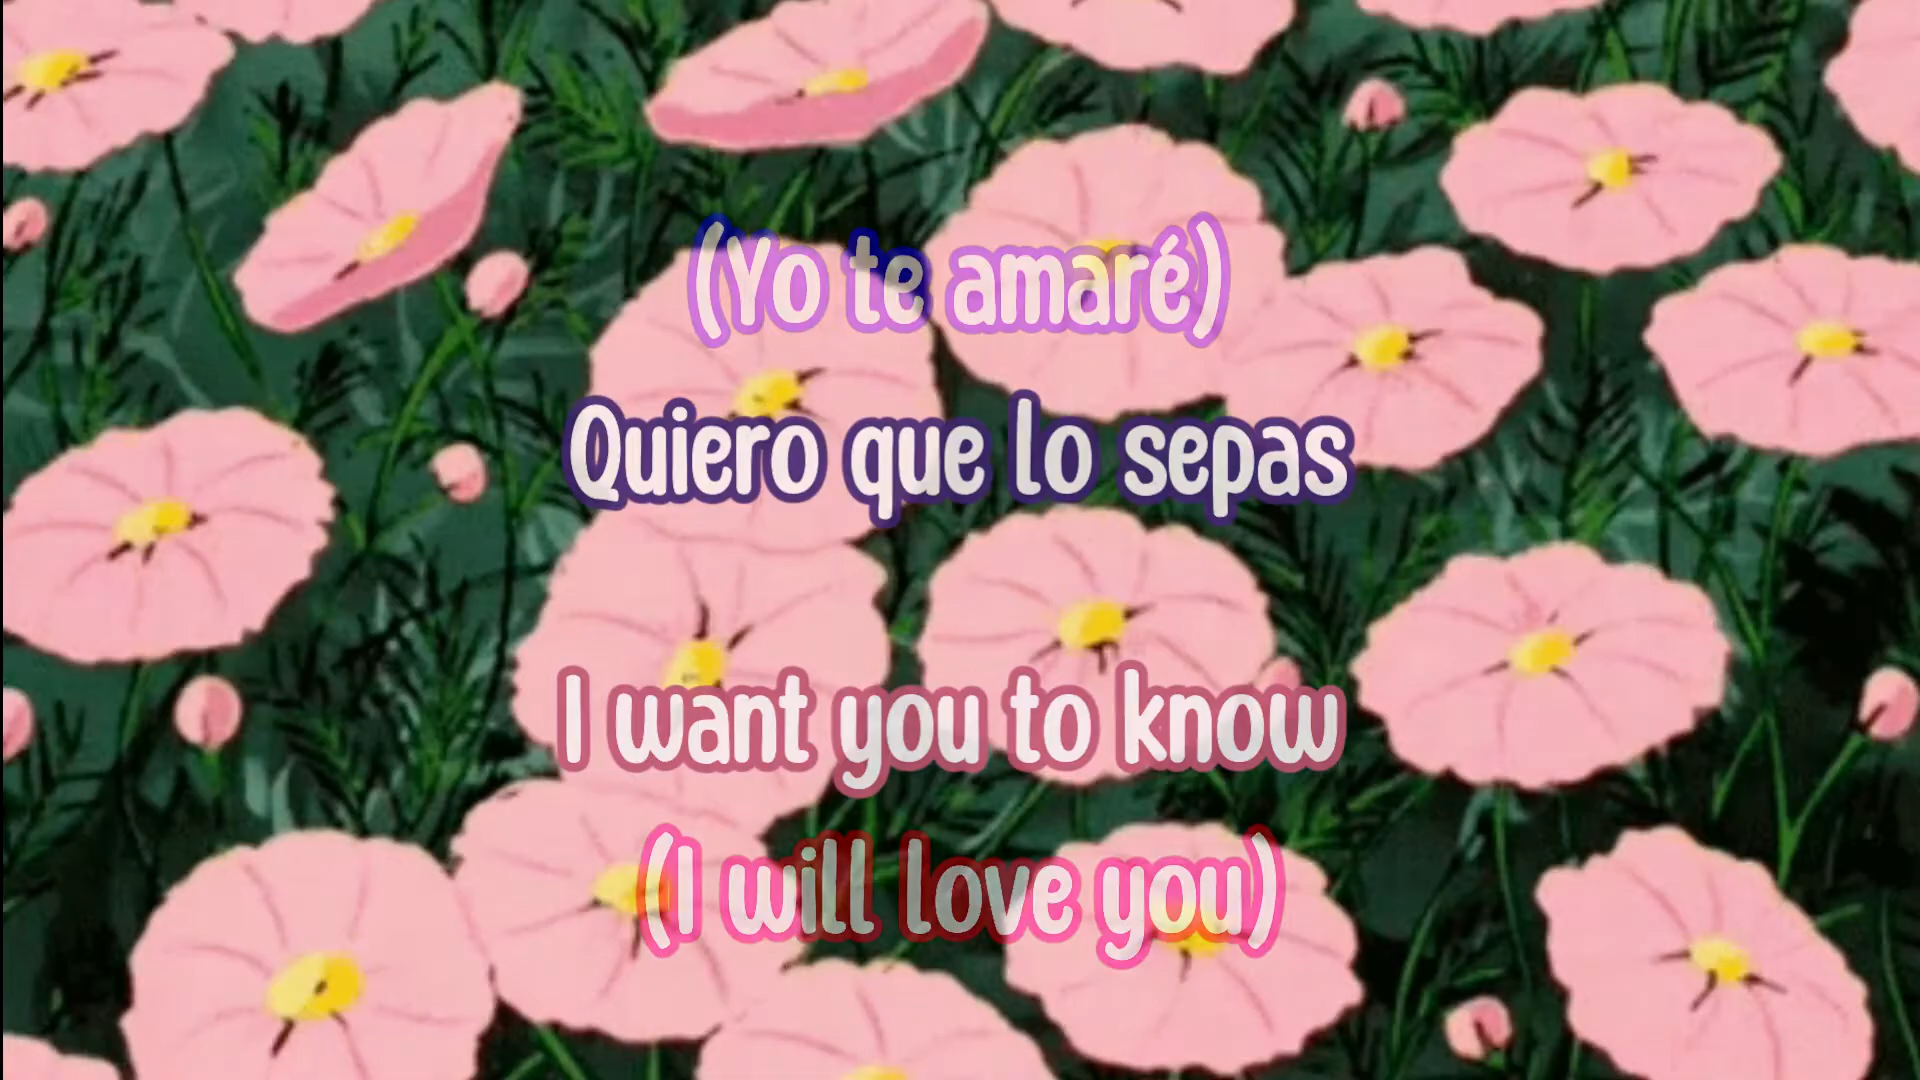 (Yo te amaré)
Quiero que lo sepas
I want you to know
(I will love you)